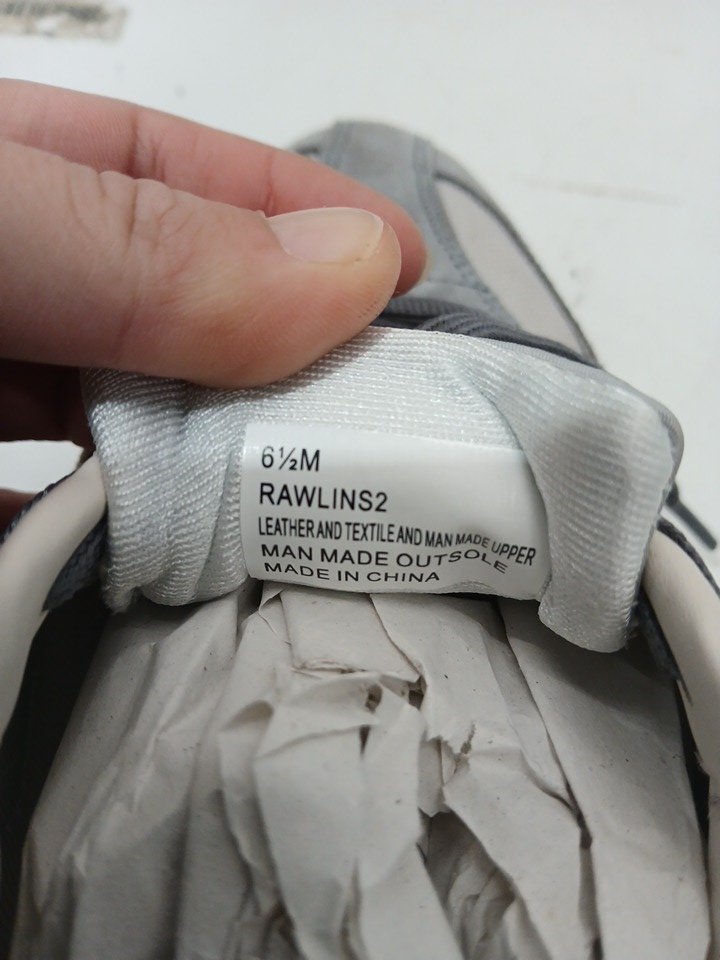 6½M
RAWLINS2
LEATHER AND TEXTILE AND MAN MADE UPPER
MAN MADE OUTSOLE
MADE IN CHINA